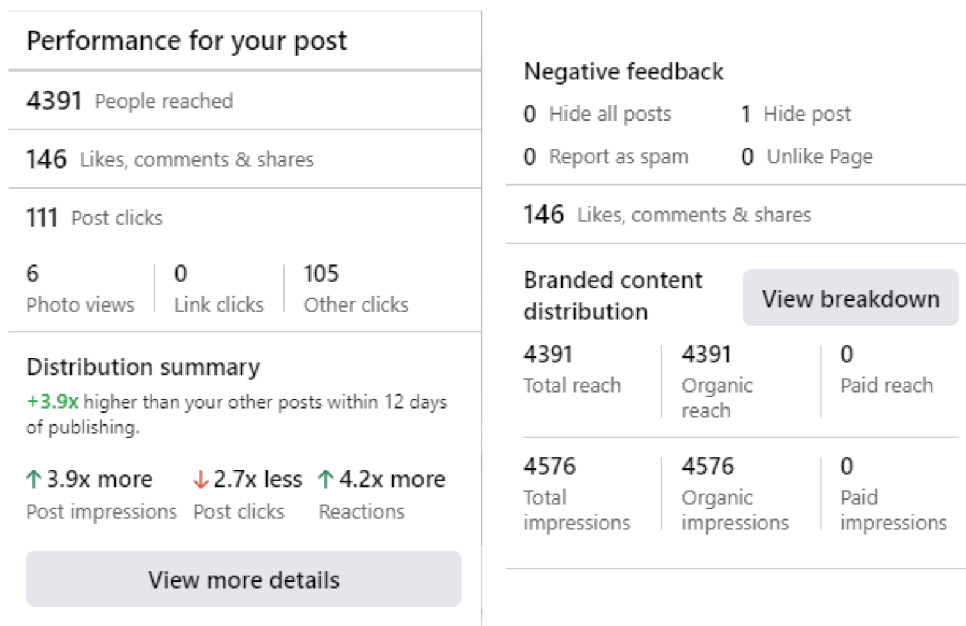 Performance for your post
4391 People reached
146 Likes, comments & shares
111 Post clicks
6
Photo views
0
Link clicks
105
Other clicks
Distribution summary
+3.9x higher than your other posts within 12 days
of publishing.
↑ 3.9x more
Post impressions
↓ 2.7x less
Post clicks
↑ 4.2x more
Reactions
View more details
Negative feedback
0 Hide all posts
1 Hide post
0 Report as spam
0 Unlike Page
146 Likes, comments & shares
Branded content
distribution
View breakdown
4391
Total reach
4391
Organic
reach
0
Paid reach
4576
Total
impressions
4576
Organic
impressions
0
Paid
impressions